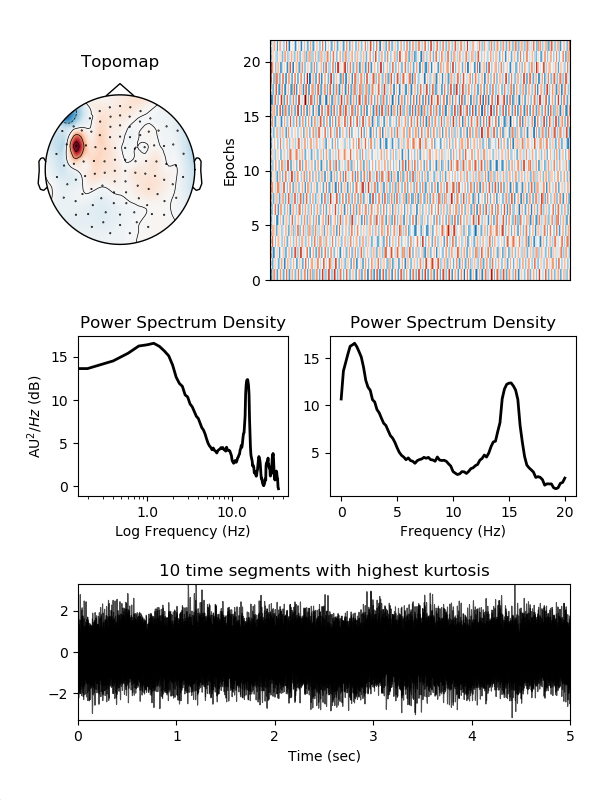 Topomap
Epochs
20
15
10
5
0
Power Spectrum Density
AU²/Hz (dB)
15
10
5
0
1.0 10.0
Log Frequency (Hz)
Power Spectrum Density
15
10
5
0 5 10 15 20
Frequency (Hz)
10 time segments with highest kurtosis
2
0
−2
0 1 2 3 4 5
Time (sec)